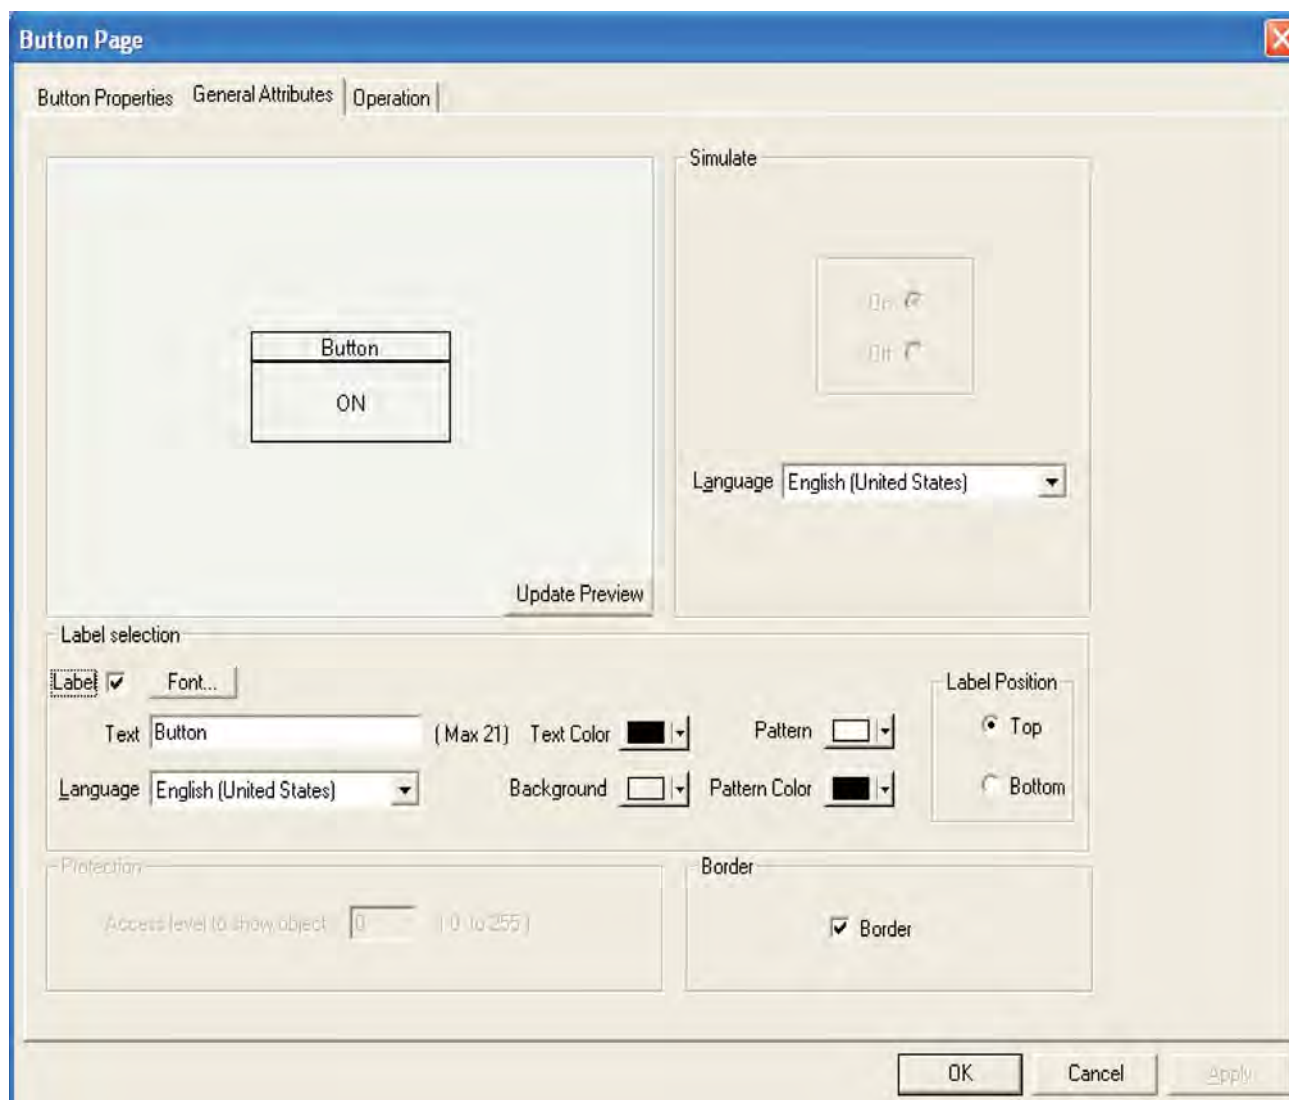 Button Page
Button Properties General Attributes Operation
Simulate
On
Off
Button
ON
Language English (United States)
Update Preview
Label selection
Label Font...
Label Position
Text Button (Max 21) Text Color Pattern
Top
Language English (United States) Background Pattern Color
Bottom
Protection
Border
Access level to show object 0 ( 0 to 255 )
Border
OK Cancel Apply